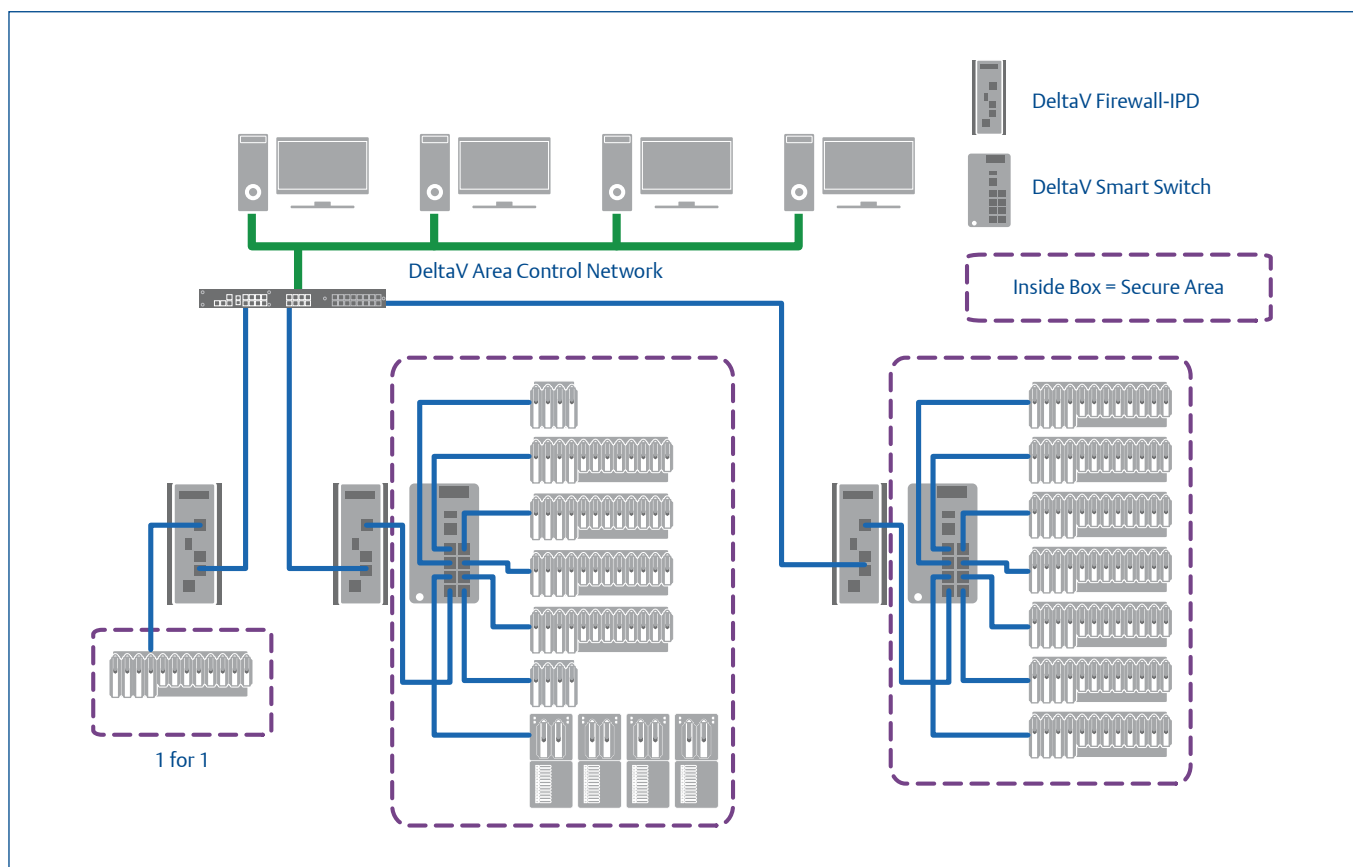 DeltaV Firewall-IPD
DeltaV Smart Switch
DeltaV Area Control Network
Inside Box = Secure Area
1 for 1